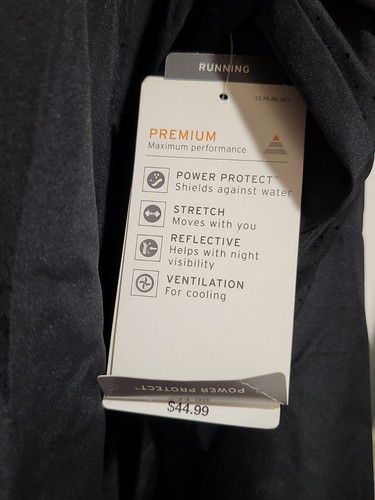 RUNNING
PREMIUM
Maximum performance
POWER PROTECT™
Shields against water
STRETCH
Moves with you
REFLECTIVE
Helps with night
visibility
VENTILATION
For cooling
POWER PROTECT™
$44.99